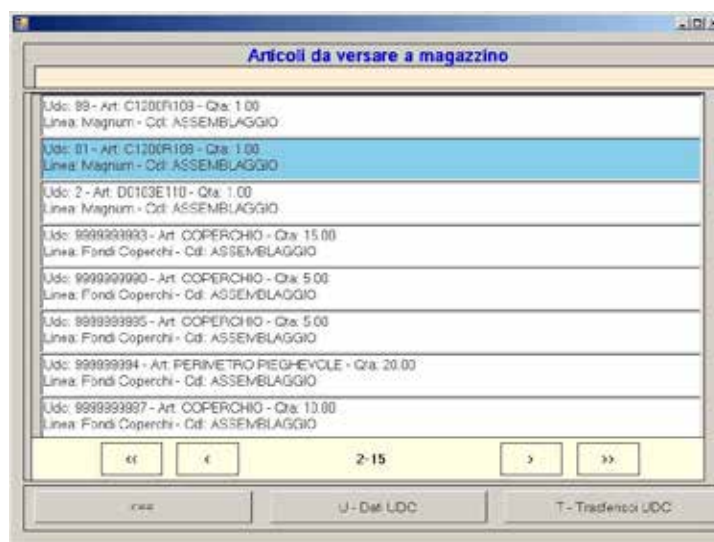 Articoli da versare a magazzino
Udc: 99 - Art: C1200R109 - Qta: 1.00
Linea: Magnum - Cdl: ASSEMBLAGGIO
Udc: 01 - Art: C1200R109 - Qta: 1.00
Linea: Magnum - Cdl: ASSEMBLAGGIO
Udc: 2 - Art: D0103E110 - Qta: 1.00
Linea: Magnum - Cdl: ASSEMBLAGGIO
Udc: 9999999993 - Art: COPERCHIO - Qta: 15.00
Linea: Fondi Coperchi - Cdl: ASSEMBLAGGIO
Udc: 9999999990 - Art: COPERCHIO - Qta: 5.00
Linea: Fondi Coperchi - Cdl: ASSEMBLAGGIO
Udc: 9999999995 - Art: COPERCHIO - Qta: 5.00
Linea: Fondi Coperchi - Cdl: ASSEMBLAGGIO
Udc: 999999994 - Art: PERIMETRO PIEGHEVOLE - Qta: 20.00
Linea: Fondi Coperchi - Cdl: ASSEMBLAGGIO
Udc: 9999999997 - Art: COPERCHIO - Qta: 10.00
Linea: Fondi Coperchi - Cdl: ASSEMBLAGGIO
<< < 2-15 > >>
<== U - Dati UDC T - Trasferisci UDC